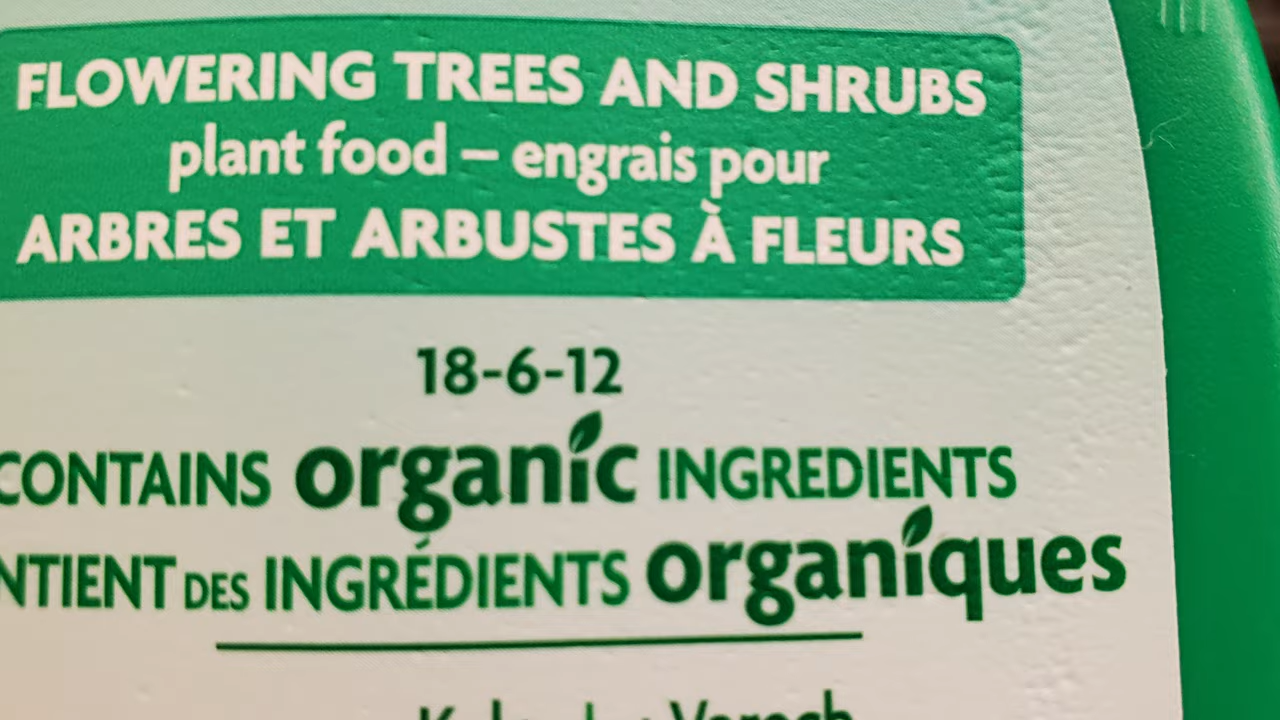 FLOWERING TREES AND SHRUBS
plant food – engrais pour
ARBRES ET ARBUSTES À FLEURS
18-6-12
CONTAINS organic INGREDIENTS
DES INGRÉDIENTS organiques